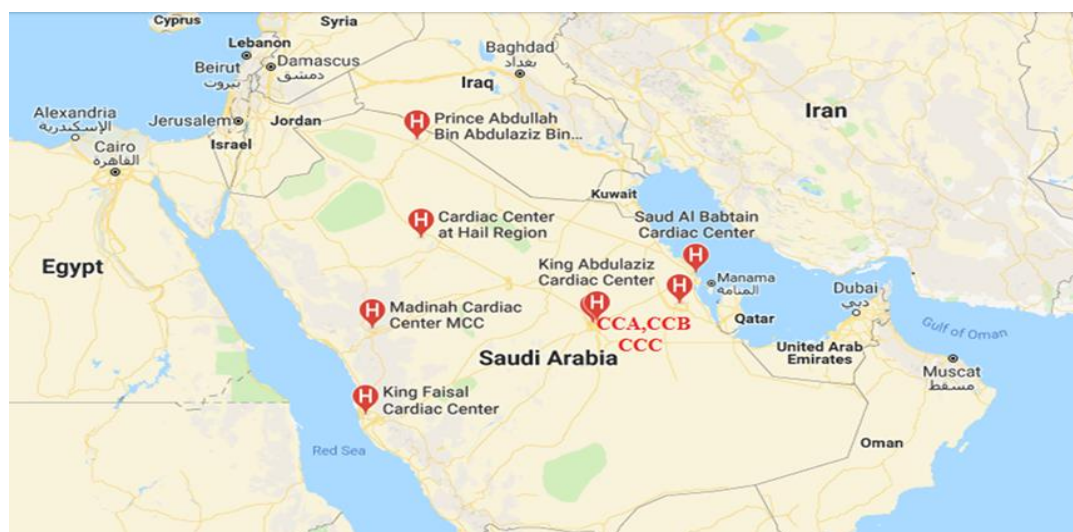 Cyprus
Syria
Lebanon
Beirut
بيروت
Damascus
دمشق
Baghdad
بغداد
Iraq
Iran
Alexandria
الإسكندرية
Jerusalem
Jordan
Israel
Cairo
القاهرة
Prince Abdullah
Bin Abdulaziz Bin...
Kuwait
Cardiac Center
at Hail Region
Saud Al Babtain
Cardiac Center
Egypt
King Abdulaziz
Cardiac Center
Manama
المنامة
Dubai
دبي
Madinah Cardiac
Center MCC
CCA,CCB
CCC
Qatar
Gulf of Oman
Saudi Arabia
United Arab
Emirates
Muscat
مسقط
King Faisal
Cardiac Center
Oman
Red Sea
H
H
H
H
H
H
H